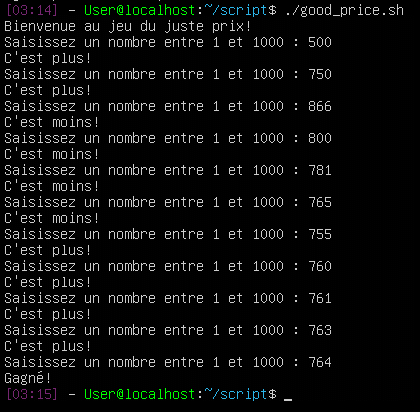 [03:14] - User@localhost:~/script$ ./good_price.sh
Bienvenue au jeu du juste prix!
Saisissez un nombre entre 1 et 1000 : 500
C'est plus!
Saisissez un nombre entre 1 et 1000 : 750
C'est plus!
Saisissez un nombre entre 1 et 1000 : 866
C'est moins!
Saisissez un nombre entre 1 et 1000 : 800
C'est moins!
Saisissez un nombre entre 1 et 1000 : 781
C'est moins!
Saisissez un nombre entre 1 et 1000 : 765
C'est moins!
Saisissez un nombre entre 1 et 1000 : 755
C'est plus!
Saisissez un nombre entre 1 et 1000 : 760
C'est plus!
Saisissez un nombre entre 1 et 1000 : 761
C'est plus!
Saisissez un nombre entre 1 et 1000 : 763
C'est plus!
Saisissez un nombre entre 1 et 1000 : 764
Gagné!
[03:15] - User@localhost:~/script$ _